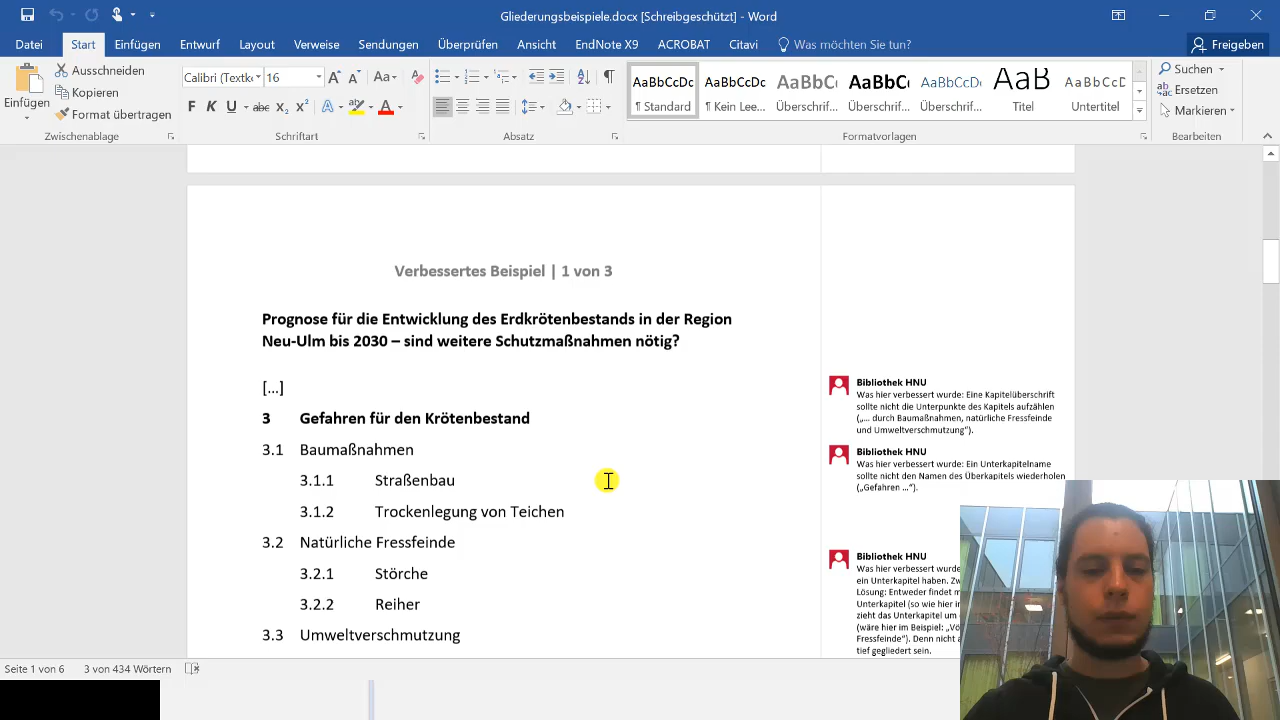 Gliederungsbeispiele.docx [Schreibgeschützt] - Word
Datei Start Einfügen Entwurf Layout Verweise Sendungen Überprüfen Ansicht EndNote X9 ACROBAT Citavi Was möchten Sie tun? Freigeben
Einfügen
Ausschneiden
Kopieren
Format übertragen
Zwischenablage
Calibri (Textk 16
F K U abc X₂ X²
Schriftart
Absatz
AaBbCcDc AaBbCcDc AaBbC AaBbCc AaBbCcDc AaB AaBbCcD
¶ Standard ¶ Kein Lee... Überschrif... Überschrif... Überschrif... Titel Untertitel
Formatvorlagen
Suchen
Ersetzen
Markieren
Bearbeiten
Verbessertes Beispiel | 1 von 3
Prognose für die Entwicklung des Erdkrötenbestands in der Region
Neu-Ulm bis 2030 – sind weitere Schutzmaßnahmen nötig?
[...]
3 Gefahren für den Krötenbestand
3.1 Baumaßnahmen
3.1.1 Straßenbau
3.1.2 Trockenlegung von Teichen
3.2 Natürliche Fressfeinde
3.2.1 Störche
3.2.2 Reiher
3.3 Umweltverschmutzung
Bibliothek HNU
Was hier verbessert wurde: Eine Kapitelüberschrift
sollte nicht die Unterpunkte des Kapitels aufzählen
(„... durch Baumaßnahmen, natürliche Fressfeinde
und Umweltverschmutzung“).
Bibliothek HNU
Was hier verbessert wurde: Ein Unterkapitelname
sollte nicht den Namen des Überkapitels wiederholen
(„Gefahren ...“).
Bibliothek HNU
Was hier verbessert
ein Unterkapitel haben.
Lösung: Entweder findet
Unterkapitel (so wie hier
zieht das Unterkapitel um
(wäre hier im Beispiel:
Fressfeinde“). Denn nicht
tief gegliedert sein.
Seite 1 von 6 3 von 434 Wörtern